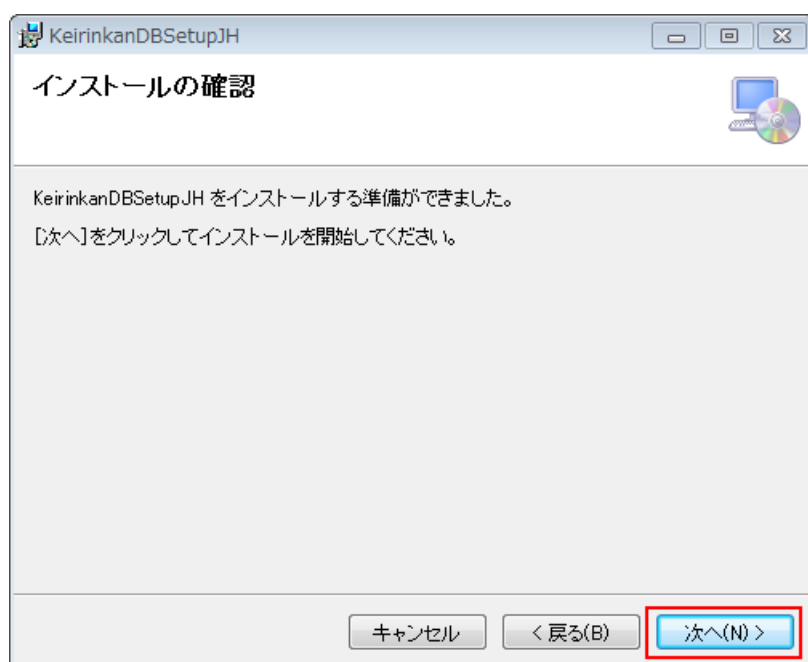 KeirinkanDBSetupJH
インストールの確認
KeirinkanDBSetupJH をインストールする準備ができました。
[次へ]をクリックしてインストールを開始してください。
キャンセル
< 戻る(B)
次へ(N) >